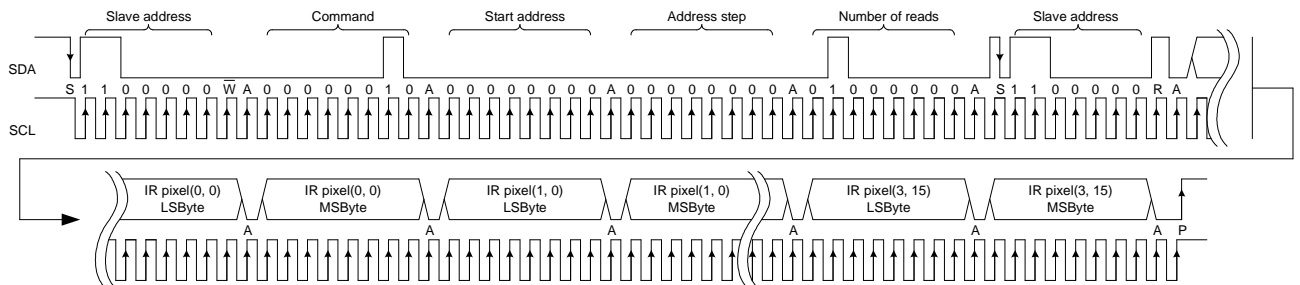 Slave address Command Start address Address step Number of reads Slave address
SDA
S 1 1 0 0 0 0 0 W A 0 0 0 0 0 0 1 0 A 0 0 0 0 0 0 0 0 A 0 0 0 0 0 0 0 0 A 0 1 0 0 0 0 0 0 A S 1 1 0 0 0 0 0 R A
SCL
IR pixel(0, 0) IR pixel(0, 0) IR pixel(1, 0) IR pixel(1, 0) IR pixel(3, 15) IR pixel(3, 15)
LSByte MSByte LSByte MSByte LSByte MSByte
A A A A A A P